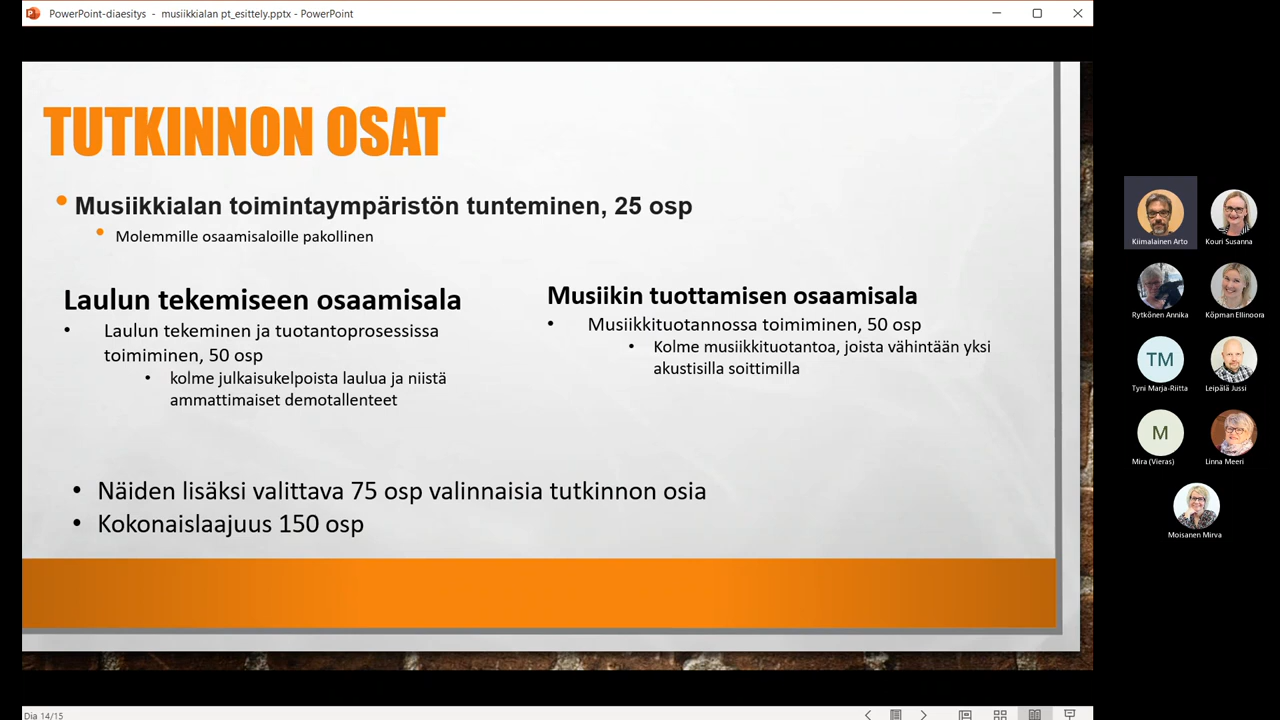 PowerPoint-diaesitys - musiikkialan pt_esittely.pptx - PowerPoint
TUTKINNON OSAT
• Musiikkialan toimintaympäristön tunteminen, 25 osp
• Molemmille osaamisaloille pakollinen
Laulun tekemiseen osaamisala
• Laulun tekeminen ja tuotantoprosessissa
toimiminen, 50 osp
• kolme julkaisukelpoista laulua ja niistä
ammattimaiset demotallenteet
Musiikin tuottamisen osaamisala
• Musiikkituotannossa toimiminen, 50 osp
• Kolme musiikkituotantoa, joista vähintään yksi
akustisilla soittimilla
• Näiden lisäksi valittava 75 osp valinnaisia tutkinnon osia
• Kokonaislaajuus 150 osp
Dia 14/15
Kiimalainen Arto
Kouri Susanna
Rytkönen Annika
Köpman Ellinoora
TM
Tyni Marja-Riitta
Leipälä Jussi
M
Mira (Vieras)
Linna Meeri
Moisanen Mirva